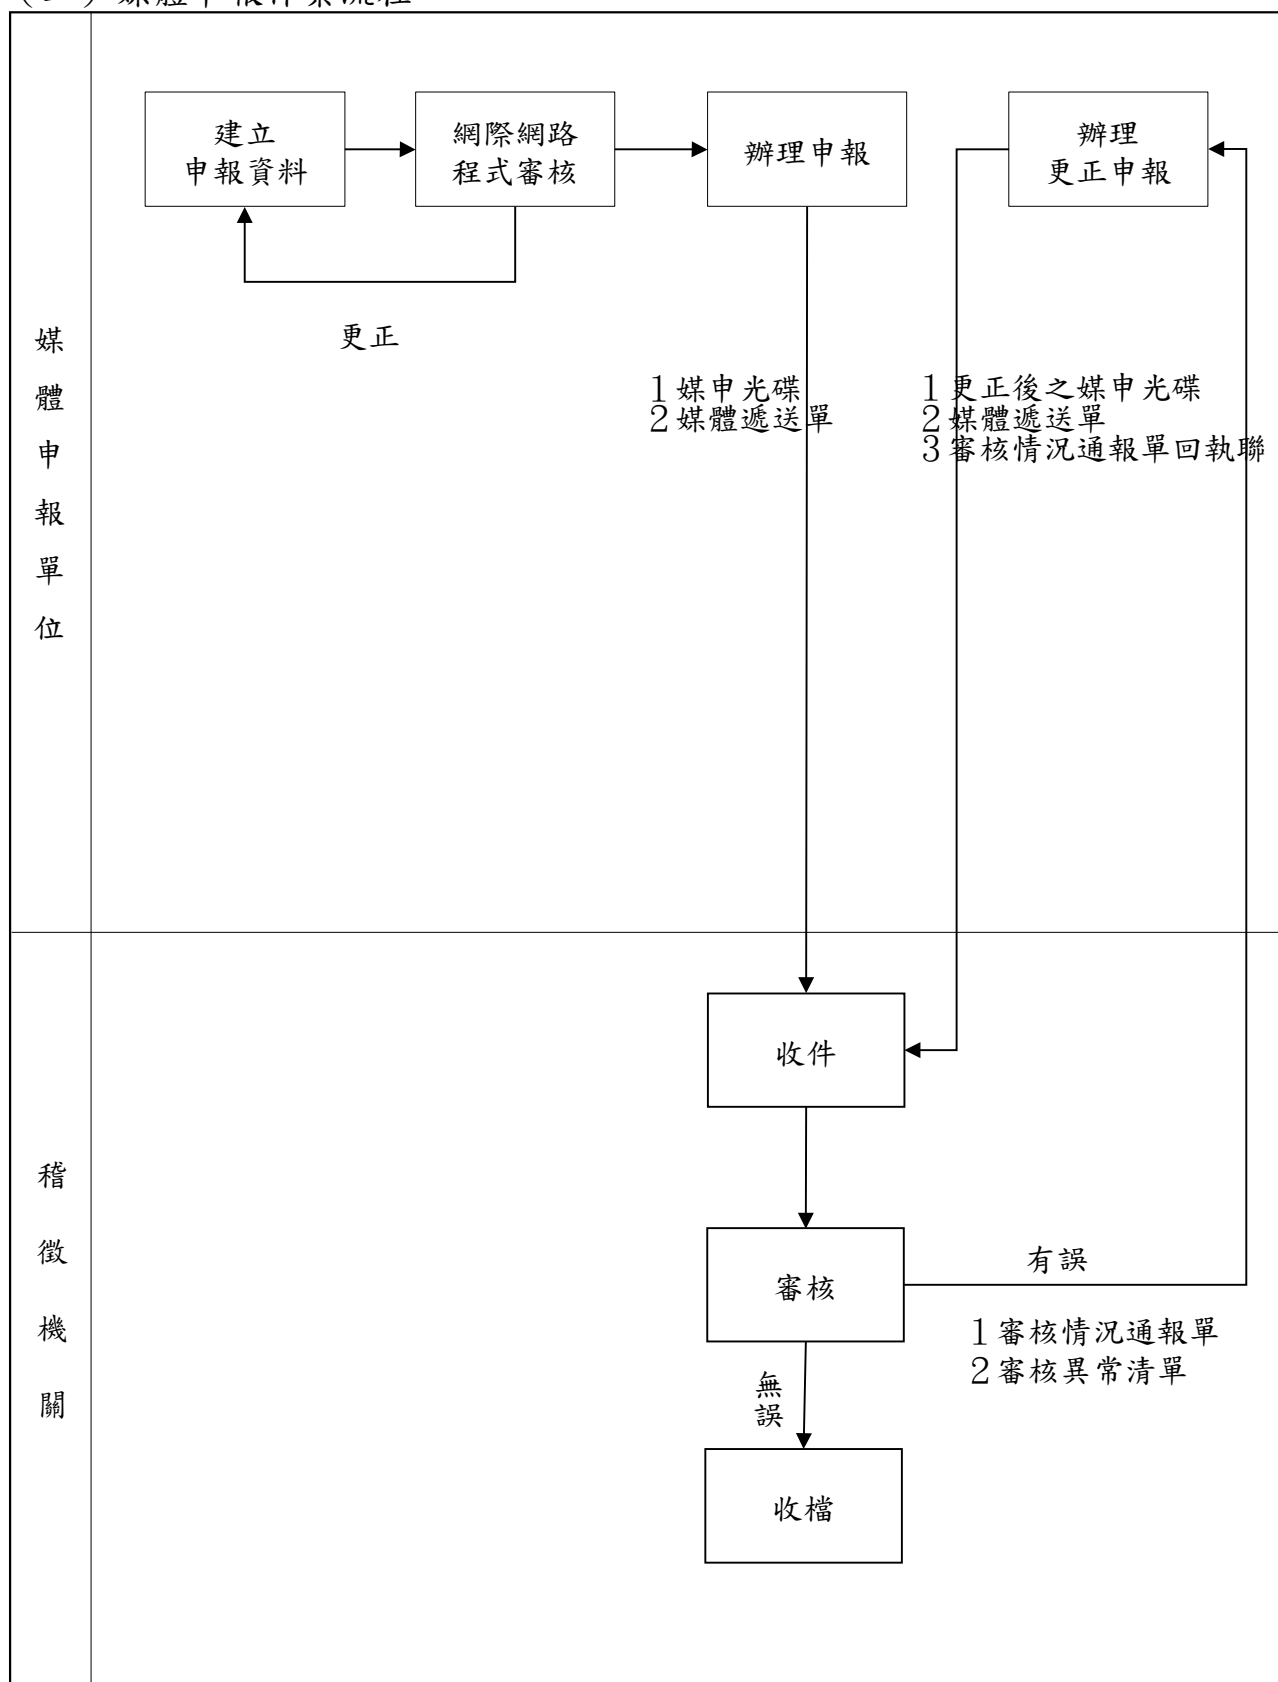 媒體申報作業流程
建立
申報資料
網際網路
程式審核
辦理申報
辦理
更正申報
更正
1媒申光碟
2媒體遞送單
1更正後之媒申光碟
2媒體遞送單
3審核情況通報單回執聯
媒體申報單位
收件
審核
有誤
1審核情況通報單
2審核異常清單
無誤
收檔
稽徵機關